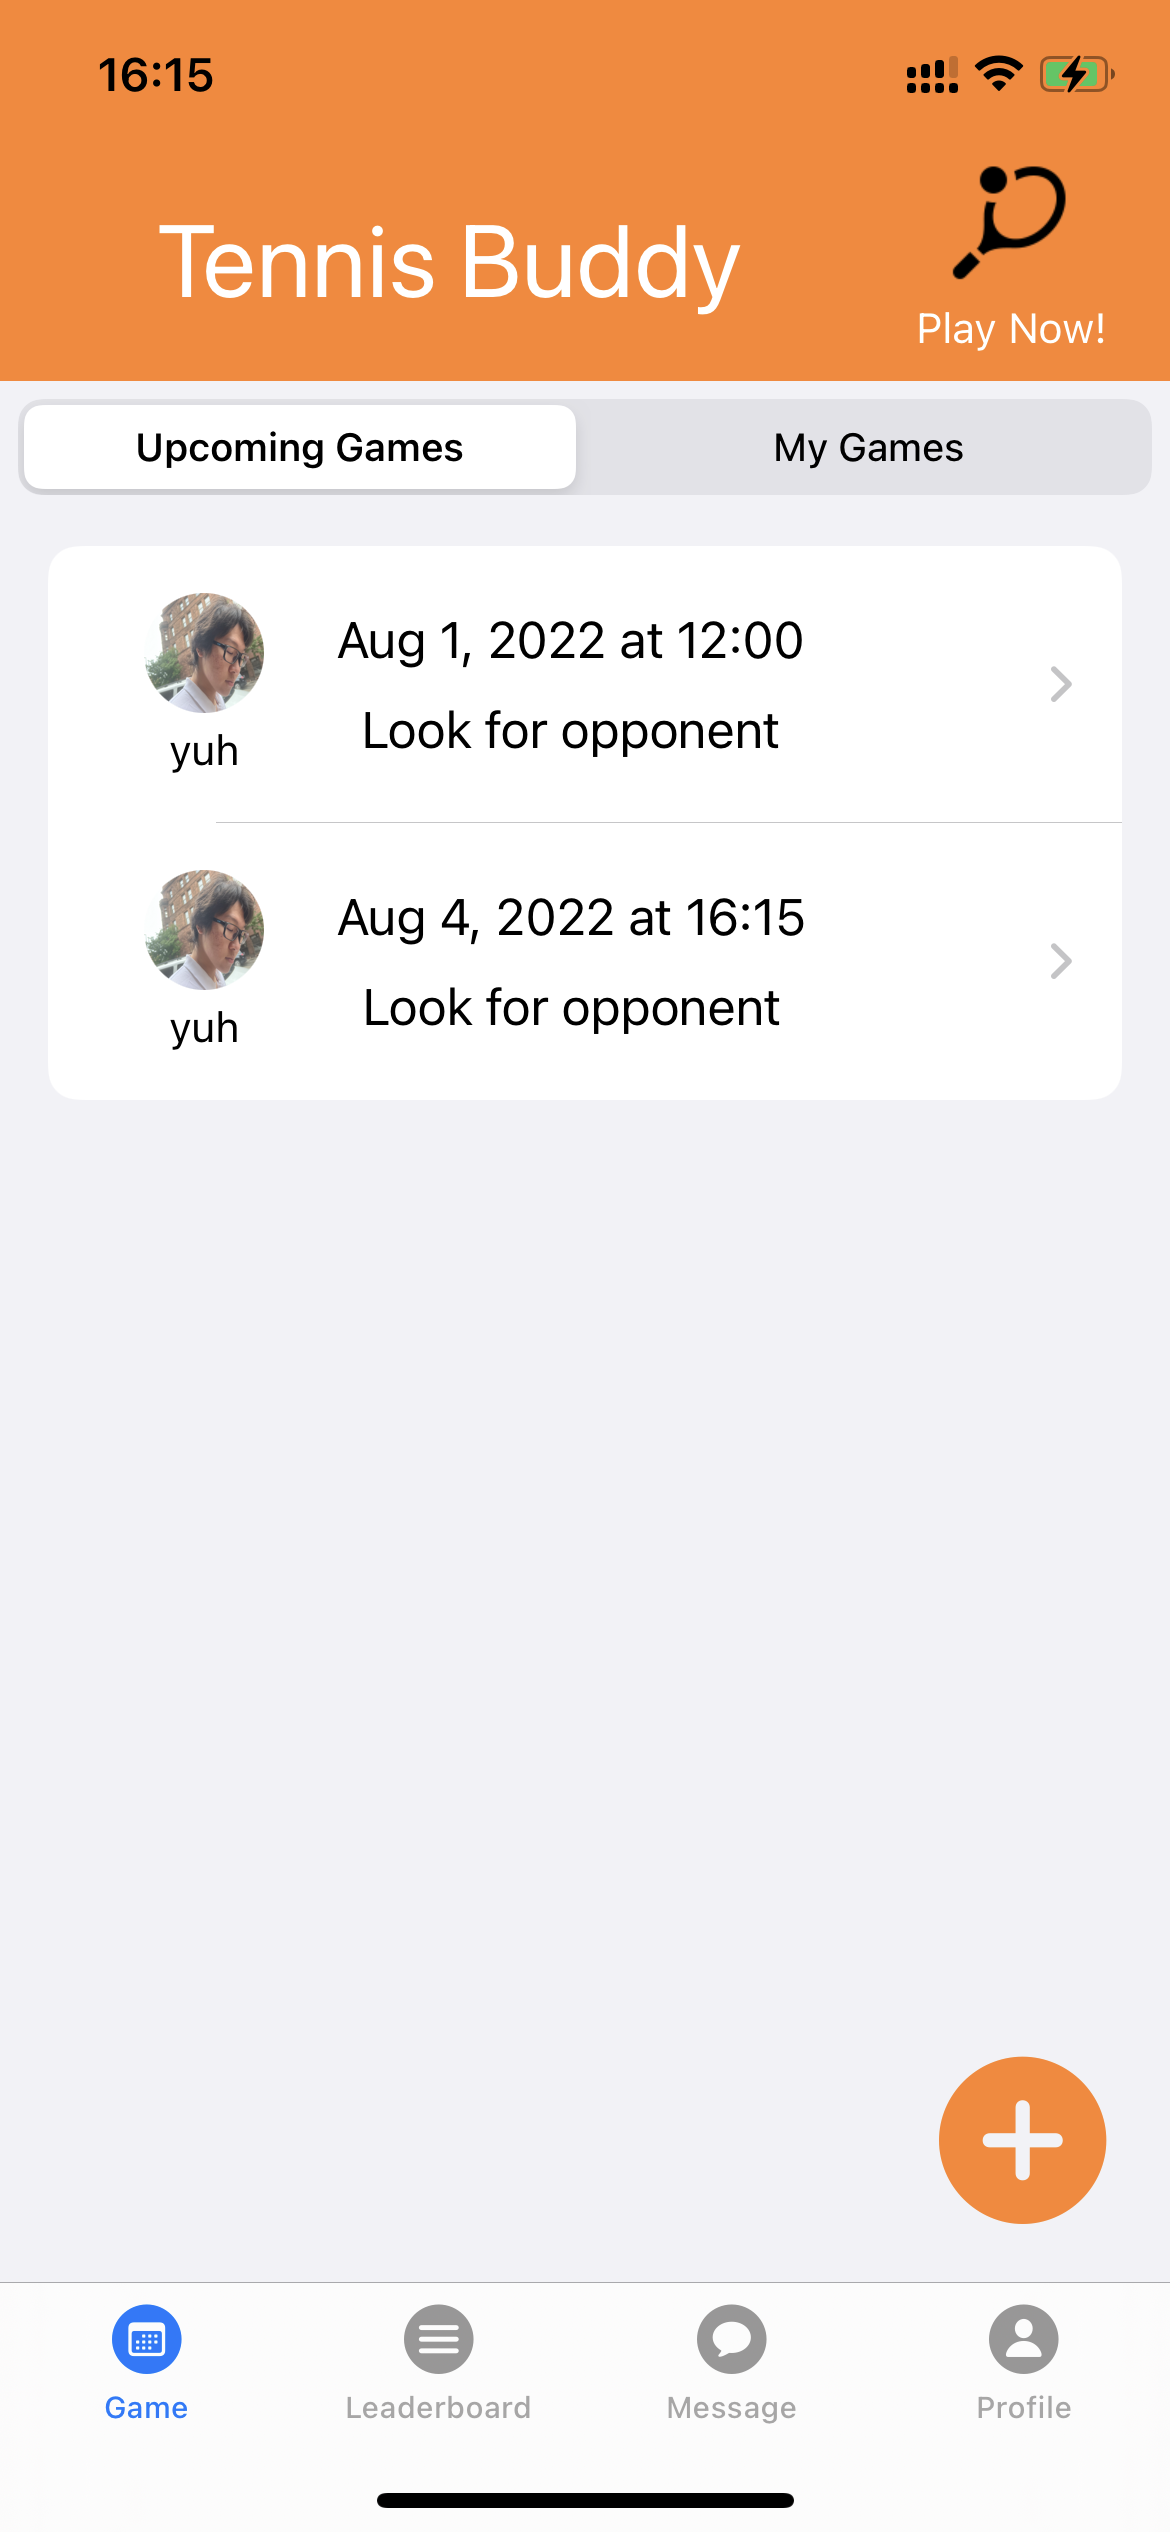 16:15
Tennis Buddy
Play Now!
Upcoming Games
My Games
Aug 1, 2022 at 12:00
Look for opponent
yuh
Aug 4, 2022 at 16:15
Look for opponent
yuh
Game
Leaderboard
Message
Profile